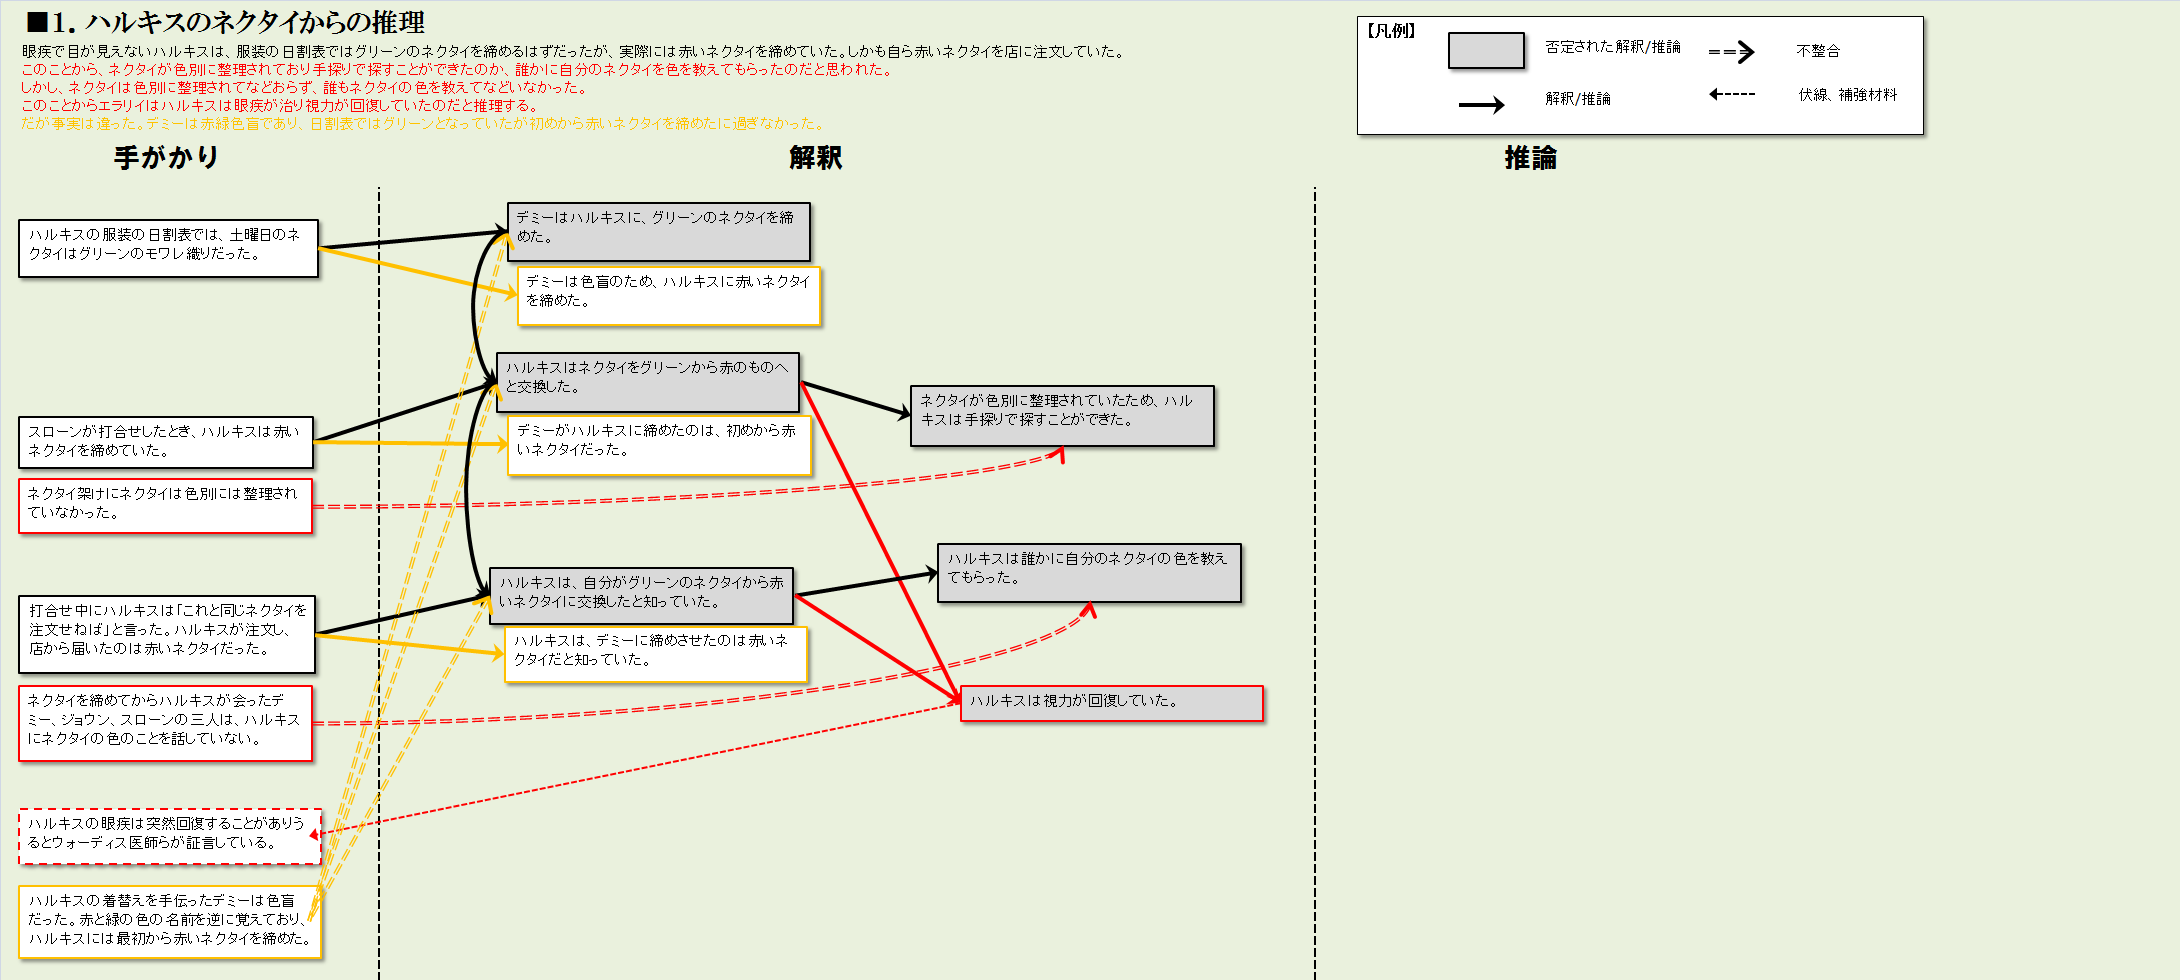 ■1. ハルキスのネクタイからの推理
眼疾で目が見えないハルキスは、服装の日割表ではグリーンのネクタイを締めるはずだったが、実際には赤いネクタイを締めていた。しかも自ら赤いネクタイを店に注文していた。
このことから、ネクタイが色別に整理されており手探りで探すことができたのか、誰かに自分のネクタイを色を教えてもらったのだと思われた。
しかし、ネクタイは色別に整理されてなどおらず、誰もネクタイの色を教えてなどいなかった。
このことからエラリイはハルキスは眼疾が治り視力が回復していたのだと推理する。
だが事実は違った。デミーは赤緑色盲であり、日割表ではグリーンとなっていたが初めから赤いネクタイを締めたに過ぎなかった。
【凡例】
否定された解釈/推論
不整合
解釈/推論
伏線、補強材料
手がかり
解釈
推論
ハルキスの服装の日割表では、土曜日のネ
クタイはグリーンのモワレ織りだった。
スローンが打合せしたとき、ハルキスは赤い
ネクタイを締めていた。
ネクタイ架けにネクタイは色別には整理され
ていなかった。
打合せ中にハルキスは「これと同じネクタイを
注文せねば」と言った。ハルキスが注文し、
店から届いたのは赤いネクタイだった。
ネクタイを締めてからハルキスが会ったデ
ミー、ジョウン、スローンの三人は、ハルキス
にネクタイの色のことを話していない。
ハルキスの眼疾は突然回復することがありう
るとウォーディス医師らが証言している。
ハルキスの着替えを手伝ったデミーは色盲
だった。赤と緑の色の名前を逆に覚えており、
ハルキスには最初から赤いネクタイを締めた。
デミーはハルキスに、グリーンのネクタイを締
めた。
デミーは色盲のため、ハルキスに赤いネクタイ
を締めた。
ハルキスはネクタイをグリーンから赤のものへ
と交換した。
デミーがハルキスに締めたのは、初めから赤
いネクタイだった。
ハルキスは、自分がグリーンのネクタイから赤
いネクタイに交換したと知っていた。
ハルキスは、デミーに締めさせたのは赤いネ
クタイだと知っていた。
ネクタイが色別に整理されていたため、ハル
キスは手探りで探すことができた。
ハルキスは誰かに自分のネクタイの色を教え
てもらった。
ハルキスは視力が回復していた。